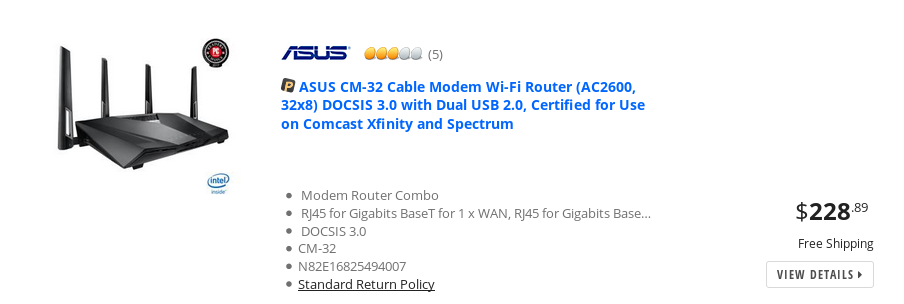 ASUS (5)
P ASUS CM-32 Cable Modem Wi-Fi Router (AC2600,
32x8) DOCSIS 3.0 with Dual USB 2.0, Certified for Use
on Comcast Xfinity and Spectrum
PC
intel
inside
Modem Router Combo
RJ45 for Gigabits BaseT for 1 x WAN, RJ45 for Gigabits Base...
DOCSIS 3.0
CM-32
N82E16825494007
Standard Return Policy
$228.89
Free Shipping
VIEW DETAILS